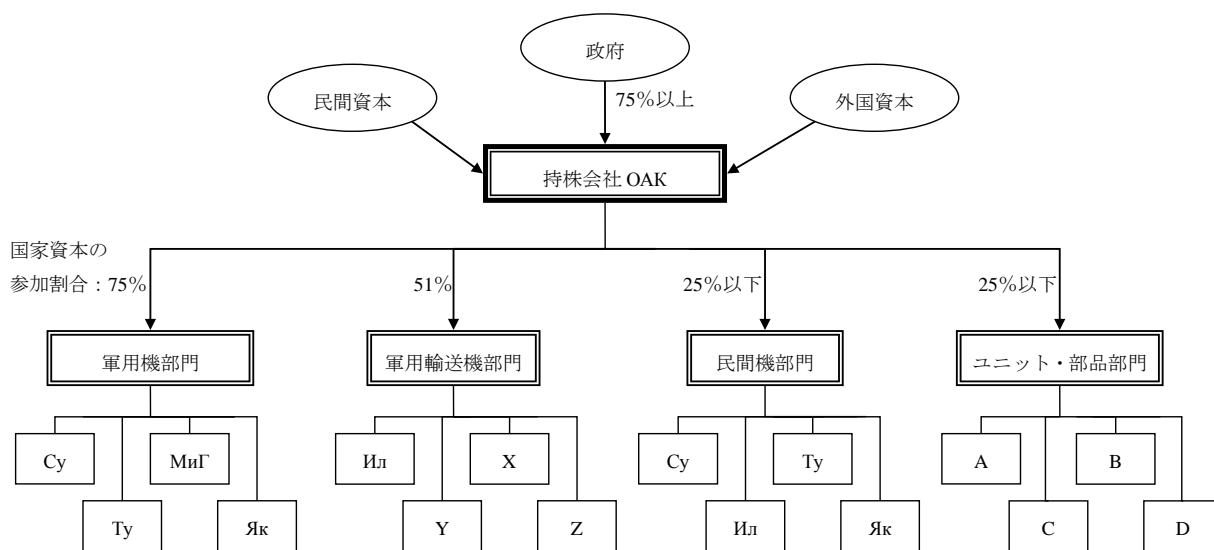 政府
民間資本
75%以上
外国資本
持株会社 ОАК
国家資本の
参加割合：75%
51%
25%以下
25%以下
軍用機部門
軍用輸送機部門
民間機部門
ユニット・部品部門
Су
МиГ
Ил
X
Су
Ту
A
B
Ту
Як
Y
Z
Ил
Як
C
D